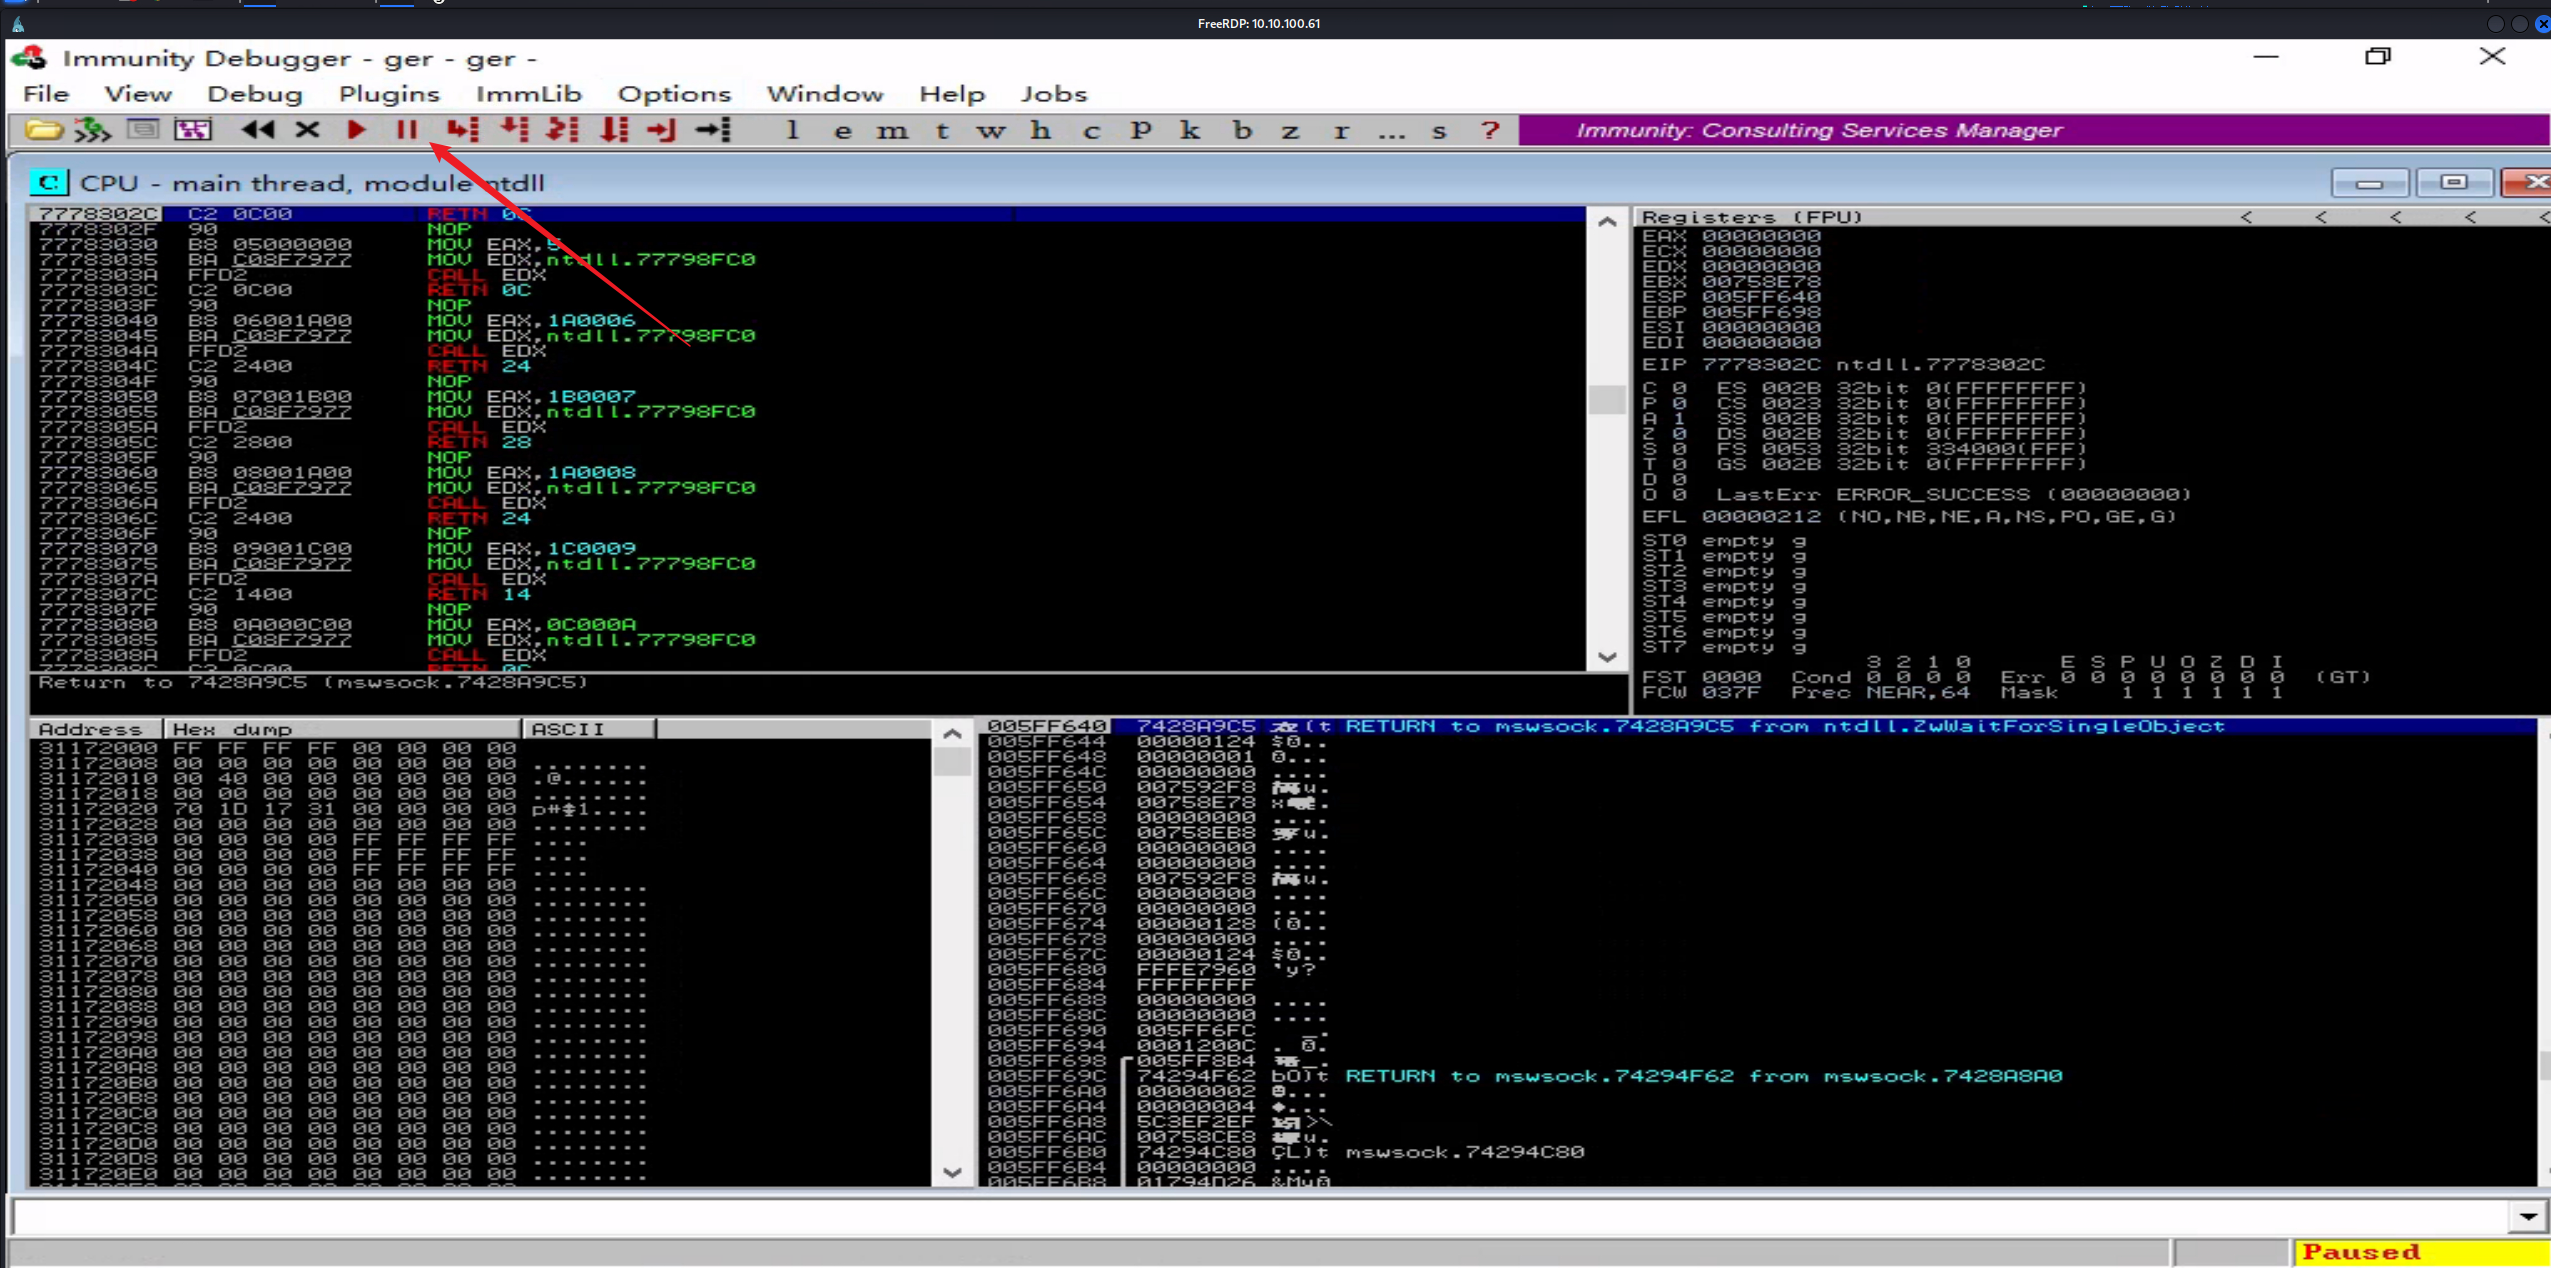 FreeRDP: 10.10.100.61
Immunity Debugger - ger - ger -
File View Debug Plugins ImmLib Options Window Help Jobs
l e m t w h c P k b z r ... s ? Immunity: Consulting Services Manager
C CPU - main thread, module ntdll
7778302C C2 0C00 RETN 0C
7778302F 90 NOP
77783030 B8 05000000 MOV EAX,5
77783035 BA C08F7977 MOV EDX,ntdll.77798FC0
7778303A FFD2 CALL EDX
7778303C C2 0C00 RETN 0C
7778303F 90 NOP
77783040 B8 06001A00 MOV EAX,1A0006
77783045 BA C08F7977 MOV EDX,ntdll.77798FC0
7778304A FFD2 CALL EDX
7778304C C2 2400 RETN 24
7778304F 90 NOP
77783050 B8 07001B00 MOV EAX,1B0007
77783055 BA C08F7977 MOV EDX,ntdll.77798FC0
7778305A FFD2 CALL EDX
7778305C C2 2800 RETN 28
7778305F 90 NOP
77783060 B8 08001A00 MOV EAX,1A0008
77783065 BA C08F7977 MOV EDX,ntdll.77798FC0
7778306A FFD2 CALL EDX
7778306C C2 2400 RETN 24
7778306F 90 NOP
77783070 B8 09001C00 MOV EAX,1C0009
77783075 BA C08F7977 MOV EDX,ntdll.77798FC0
7778307A FFD2 CALL EDX
7778307C C2 1400 RETN 14
7778307F 90 NOP
77783080 B8 0A000C00 MOV EAX,0C000A
77783085 BA C08F7977 MOV EDX,ntdll.77798FC0
7778308A FFD2 CALL EDX
7778308C C2 0C00 RETN 0C
Return to 7428A9C5 (mswsock.7428A9C5)
Registers (FPU) < < < < <
EAX 00000000
ECX 00000000
EDX 00000000
EBX 00758E78
ESP 005FF640
EBP 005FF698
ESI 00000000
EDI 00000000
EIP 7778302C ntdll.7778302C
C 0 ES 002B 32bit 0(FFFFFFFF)
P 0 CS 0023 32bit 0(FFFFFFFF)
A 1 SS 002B 32bit 0(FFFFFFFF)
Z 0 DS 002B 32bit 0(FFFFFFFF)
S 0 FS 0053 32bit 334000(FFF)
T 0 GS 002B 32bit 0(FFFFFFFF)
D 0
O 0 LastErr ERROR_SUCCESS (00000000)
EFL 00000212 (NO,NB,NE,A,NS,PO,GE,G)
ST0 empty g
ST1 empty g
ST2 empty g
ST3 empty g
ST4 empty g
ST5 empty g
ST6 empty g
ST7 empty g
3 2 1 0 E S P U O Z D I
FST 0000 Cond 0 0 0 0 Err 0 0 0 0 0 0 0 0 (GT)
FCW 037F Prec NEAR,64 Mask 1 1 1 1 1 1
Address Hex dump ASCII
31172000 FF FF FF FF 00 00 00 00
31172008 00 00 00 00 00 00 00 00 ........
31172010 00 40 00 00 00 00 00 00 .@......
31172018 00 00 00 00 00 00 00 00 ........
31172020 70 1D 17 31 00 00 00 00 p#‡1....
31172028 00 00 00 00 00 00 00 00 ........
31172030 00 00 00 00 FF FF FF FF ....
31172038 00 00 00 00 FF FF FF FF ....
31172040 00 00 00 00 FF FF FF FF ....
31172048 00 00 00 00 00 00 00 00 ........
31172050 00 00 00 00 00 00 00 00 ........
31172058 00 00 00 00 00 00 00 00 ........
31172060 00 00 00 00 00 00 00 00 ........
31172068 00 00 00 00 00 00 00 00 ........
31172070 00 00 00 00 00 00 00 00 ........
31172078 00 00 00 00 00 00 00 00 ........
31172080 00 00 00 00 00 00 00 00 ........
31172088 00 00 00 00 00 00 00 00 ........
31172090 00 00 00 00 00 00 00 00 ........
31172098 00 00 00 00 00 00 00 00 ........
311720A0 00 00 00 00 00 00 00 00 ........
311720A8 00 00 00 00 00 00 00 00 ........
311720B0 00 00 00 00 00 00 00 00 ........
311720B8 00 00 00 00 00 00 00 00 ........
311720C0 00 00 00 00 00 00 00 00 ........
311720C8 00 00 00 00 00 00 00 00 ........
311720D0 00 00 00 00 00 00 00 00 ........
311720D8 00 00 00 00 00 00 00 00 ........
311720E0 00 00 00 00 00 00 00 00 ........
005FF640 7428A9C5 (t RETURN to mswsock.7428A9C5 from ntdll.ZwWaitForSingleObject
005FF644 00000124 $0..
005FF648 00000001 0...
005FF64C 00000000 ....
005FF650 007592F8 u.
005FF654 00758E78 x
005FF658 00000000 ....
005FF65C 00758EB8 u.
005FF660 00000000 ....
005FF664 00000000 ....
005FF668 007592F8 u.
005FF66C 00000000 ....
005FF670 00000000 ....
005FF674 00000128 (0..
005FF678 00000000 ....
005FF67C 00000124 $0..
005FF680 FFFE7960 'y?
005FF684 FFFFFFFF
005FF688 00000000 ....
005FF68C 00000000 ....
005FF690 005FF6FC _.
005FF694 0001200C . 0.
005FF698 005FF8B4 _.
005FF69C 74294F62 bO)t RETURN to mswsock.74294F62 from mswsock.7428A8A0
005FF6A0 00000002 0...
005FF6A4 00000004 ♦...
005FF6A8 5C3EF2EF >\
005FF6AC 00758CE8 u.
005FF6B0 74294C80 ÇL)t mswsock.74294C80
005FF6B4 00000000 ....
005FF6B8 01794D26 &My0
Paused